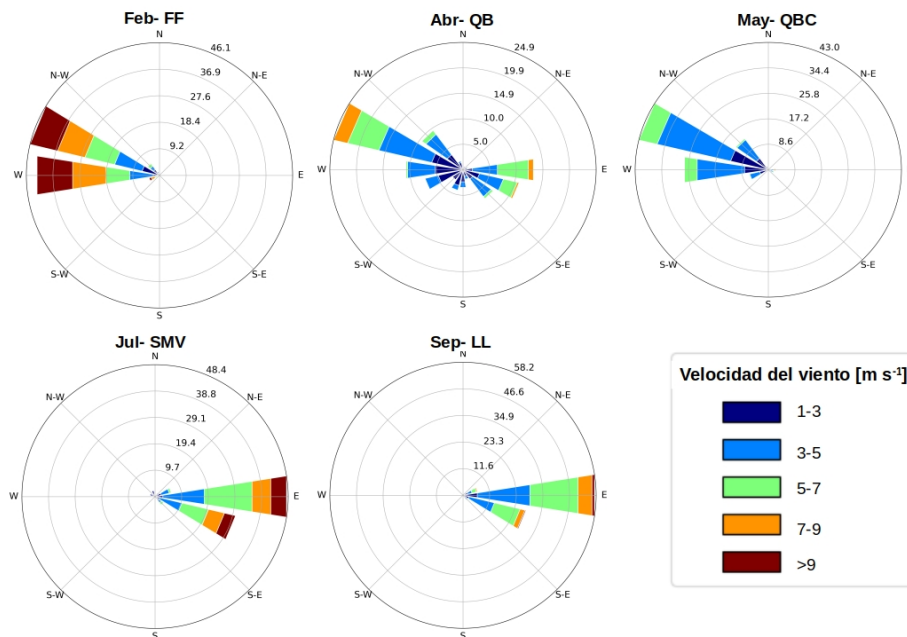 Feb- FF
N
46.1
N-W
N-E
36.9
27.6
18.4
9.2
W
E
S-W
S-E
S
Abr- QB
N
24.9
N-W
N-E
19.9
14.9
10.0
5.0
W
E
S-W
S-E
S
May- QBC
N
43.0
N-W
N-E
34.4
25.8
17.2
8.6
W
E
S-W
S-E
S
Jul- SMV
N
48.4
N-W
N-E
38.8
29.1
19.4
9.7
W
E
S-W
S-E
S
Sep- LL
N
58.2
N-W
N-E
46.6
34.9
23.3
11.6
W
E
S-W
S-E
S
Velocidad del viento [m s⁻¹]
1-3
3-5
5-7
7-9
>9